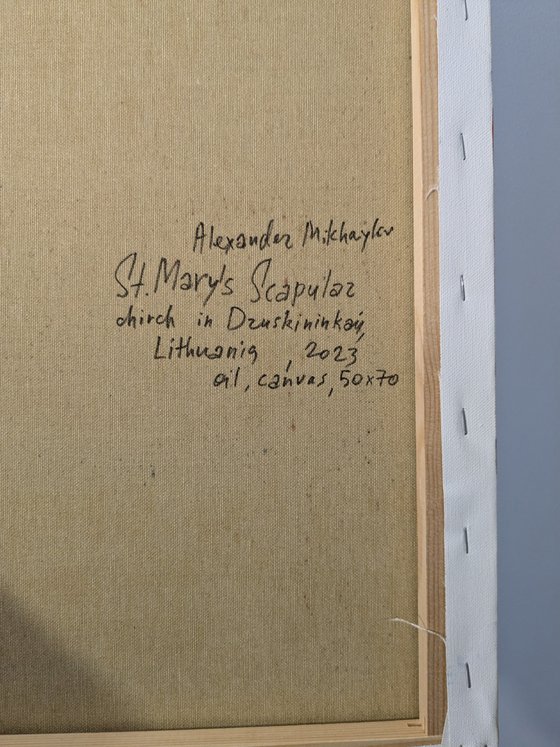 Alexander Mikhaylov
St. Mary's Scapular
chirch in Druskininkay,
Lithuania, 2023,
oil, canvas, 50x70